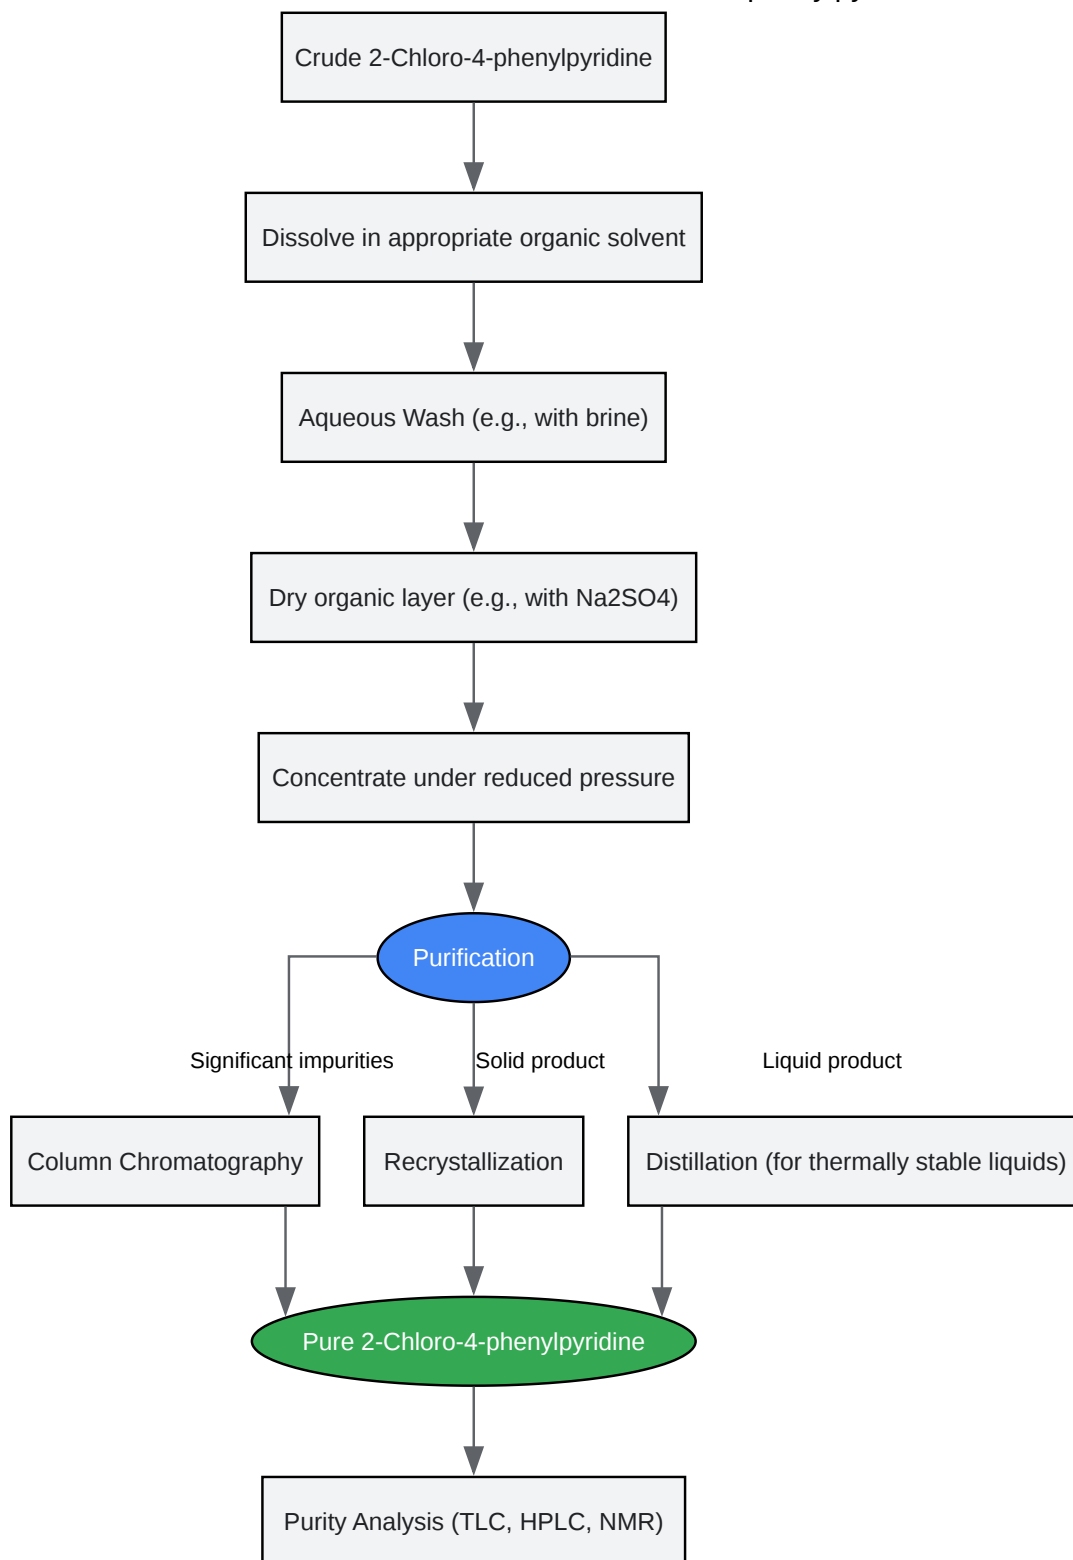 Crude 2-Chloro-4-phenylpyridine
Dissolve in appropriate organic solvent
Aqueous Wash (e.g., with brine)
Dry organic layer (e.g., with Na2SO4)
Concentrate under reduced pressure
Purification
Significant impurities
Solid product
Liquid product
Column Chromatography
Recrystallization
Distillation (for thermally stable liquids)
Pure 2-Chloro-4-phenylpyridine
Purity Analysis (TLC, HPLC, NMR)